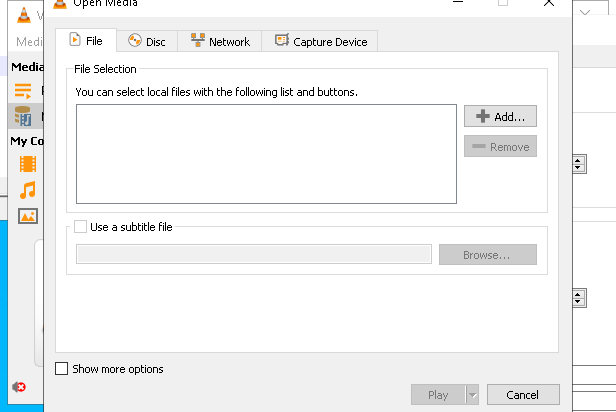 Open Media
Medi
File
Disc
Network
Capture Device
Media
File Selection
You can select local files with the following list and buttons.
Add...
My Co
Remove
Use a subtitle file
Browse...
Show more options
Play
Cancel